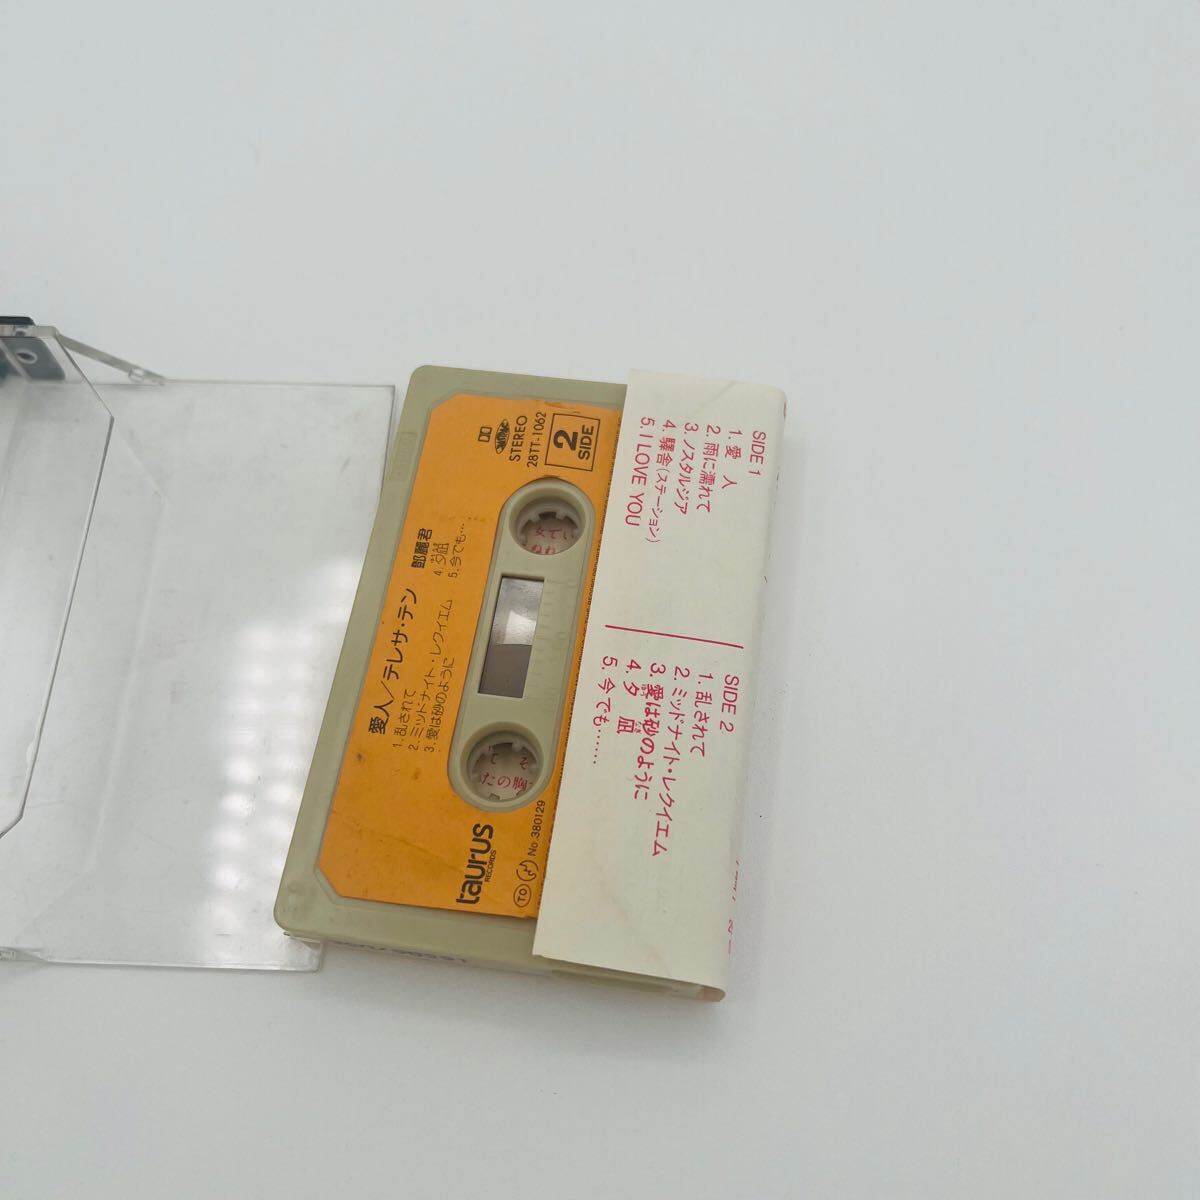 SIDE 1
1. 愛 人
2. 雨に濡れて
3. ノスタルジア
4. 驛舎(ステーション)
5. I LOVE YOU
SIDE 2
1. 乱されて
2. ミッドナイト・レクイエム
3. 愛は砂のように
4. 夕凪
5. 今でも……
2
SIDE
STEREO
28TT-1062
愛人／テレサ・テン 鄧麗君
1. 乱されて
2. ミッドナイト・レクイエム
3. 愛は砂のように
4. 夕凪
5. 今でも…
taurus
RECORDS
TO
No.380129